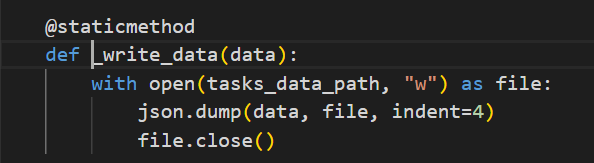 @staticmethod
def _write_data(data):
    with open(tasks_data_path, "w") as file:
        json.dump(data, file, indent=4)
        file.close()